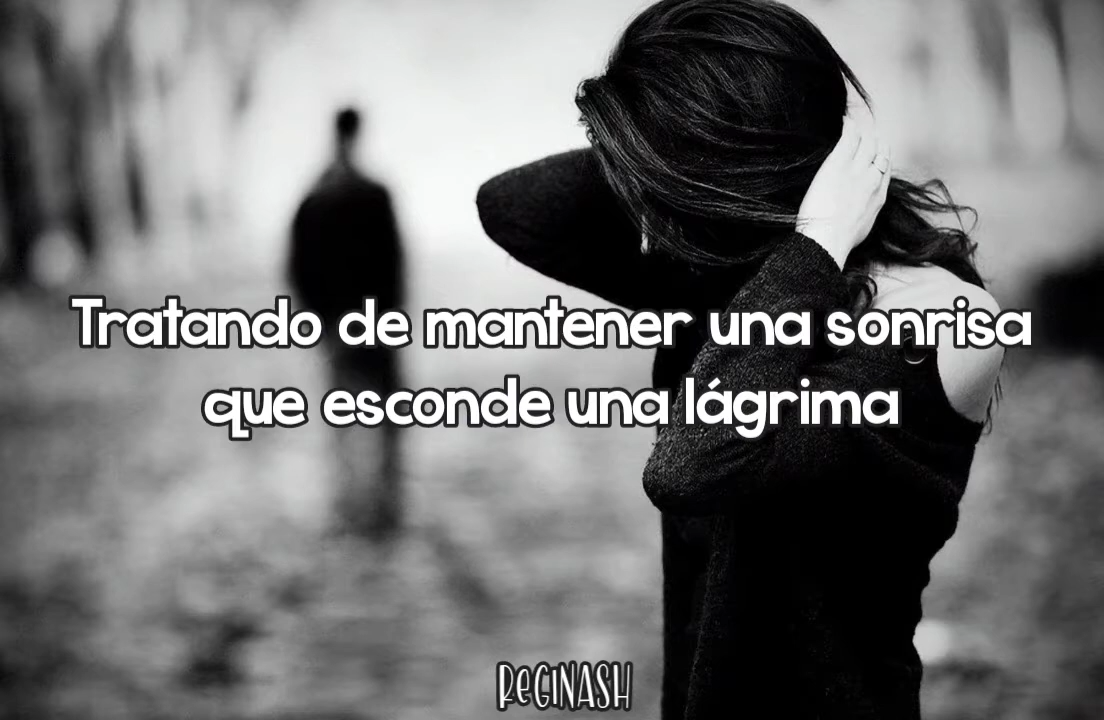 Tratando de mantener una sonrisa
que esconde una lágrima
ReGINASH